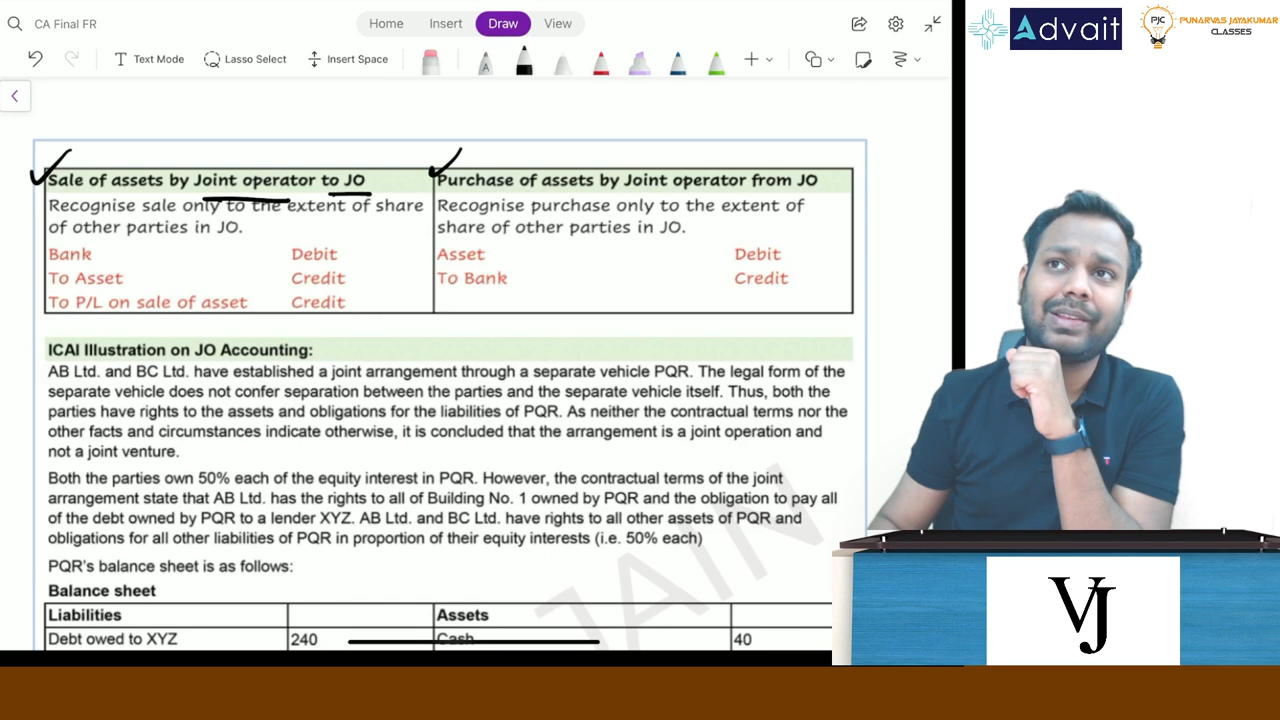 CA Final FR
Home Insert Draw View
Advait
PJC
PUNARVAS JAYAKUMAR
CLASSES
A Text Mode Lasso Select Insert Space
Sale of assets by Joint operator to JO
Recognise sale only to the extent of share
of other parties in JO.
Bank Debit
To Asset Credit
To P/L on sale of asset Credit
Purchase of assets by Joint operator from JO
Recognise purchase only to the extent of
share of other parties in JO.
Asset Debit
To Bank Credit
ICAI Illustration on JO Accounting:
AB Ltd. and BC Ltd. have established a joint arrangement through a separate vehicle PQR. The legal form of the
separate vehicle does not confer separation between the parties and the separate vehicle itself. Thus, both the
parties have rights to the assets and obligations for the liabilities of PQR. As neither the contractual terms nor the
other facts and circumstances indicate otherwise, it is concluded that the arrangement is a joint operation and
not a joint venture.
Both the parties own 50% each of the equity interest in PQR. However, the contractual terms of the joint
arrangement state that AB Ltd. has the rights to all of Building No. 1 owned by PQR and the obligation to pay all
of the debt owned by PQR to a lender XYZ. AB Ltd. and BC Ltd. have rights to all other assets of PQR and
obligations for all other liabilities of PQR in proportion of their equity interests (i.e. 50% each)
PQR's balance sheet is as follows:
Balance sheet
Liabilities Assets
Debt owed to XYZ 240 Cash 40
JAIN
VJ